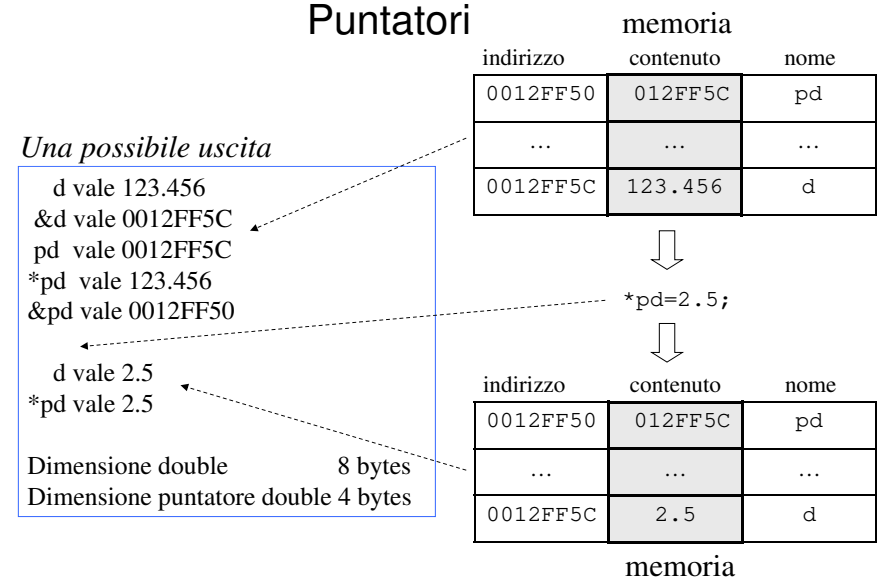 Puntatori
memoria
indirizzo contenuto nome
0012FF50 012FF5C pd
... ... ...
0012FF5C 123.456 d
Una possibile uscita
d vale 123.456
&d vale 0012FF5C
pd vale 0012FF5C
*pd vale 123.456
&pd vale 0012FF50
d vale 2.5
*pd vale 2.5
Dimensione double 8 bytes
Dimensione puntatore double 4 bytes
*pd=2.5;
indirizzo contenuto nome
0012FF50 012FF5C pd
... ... ...
0012FF5C 2.5 d
memoria